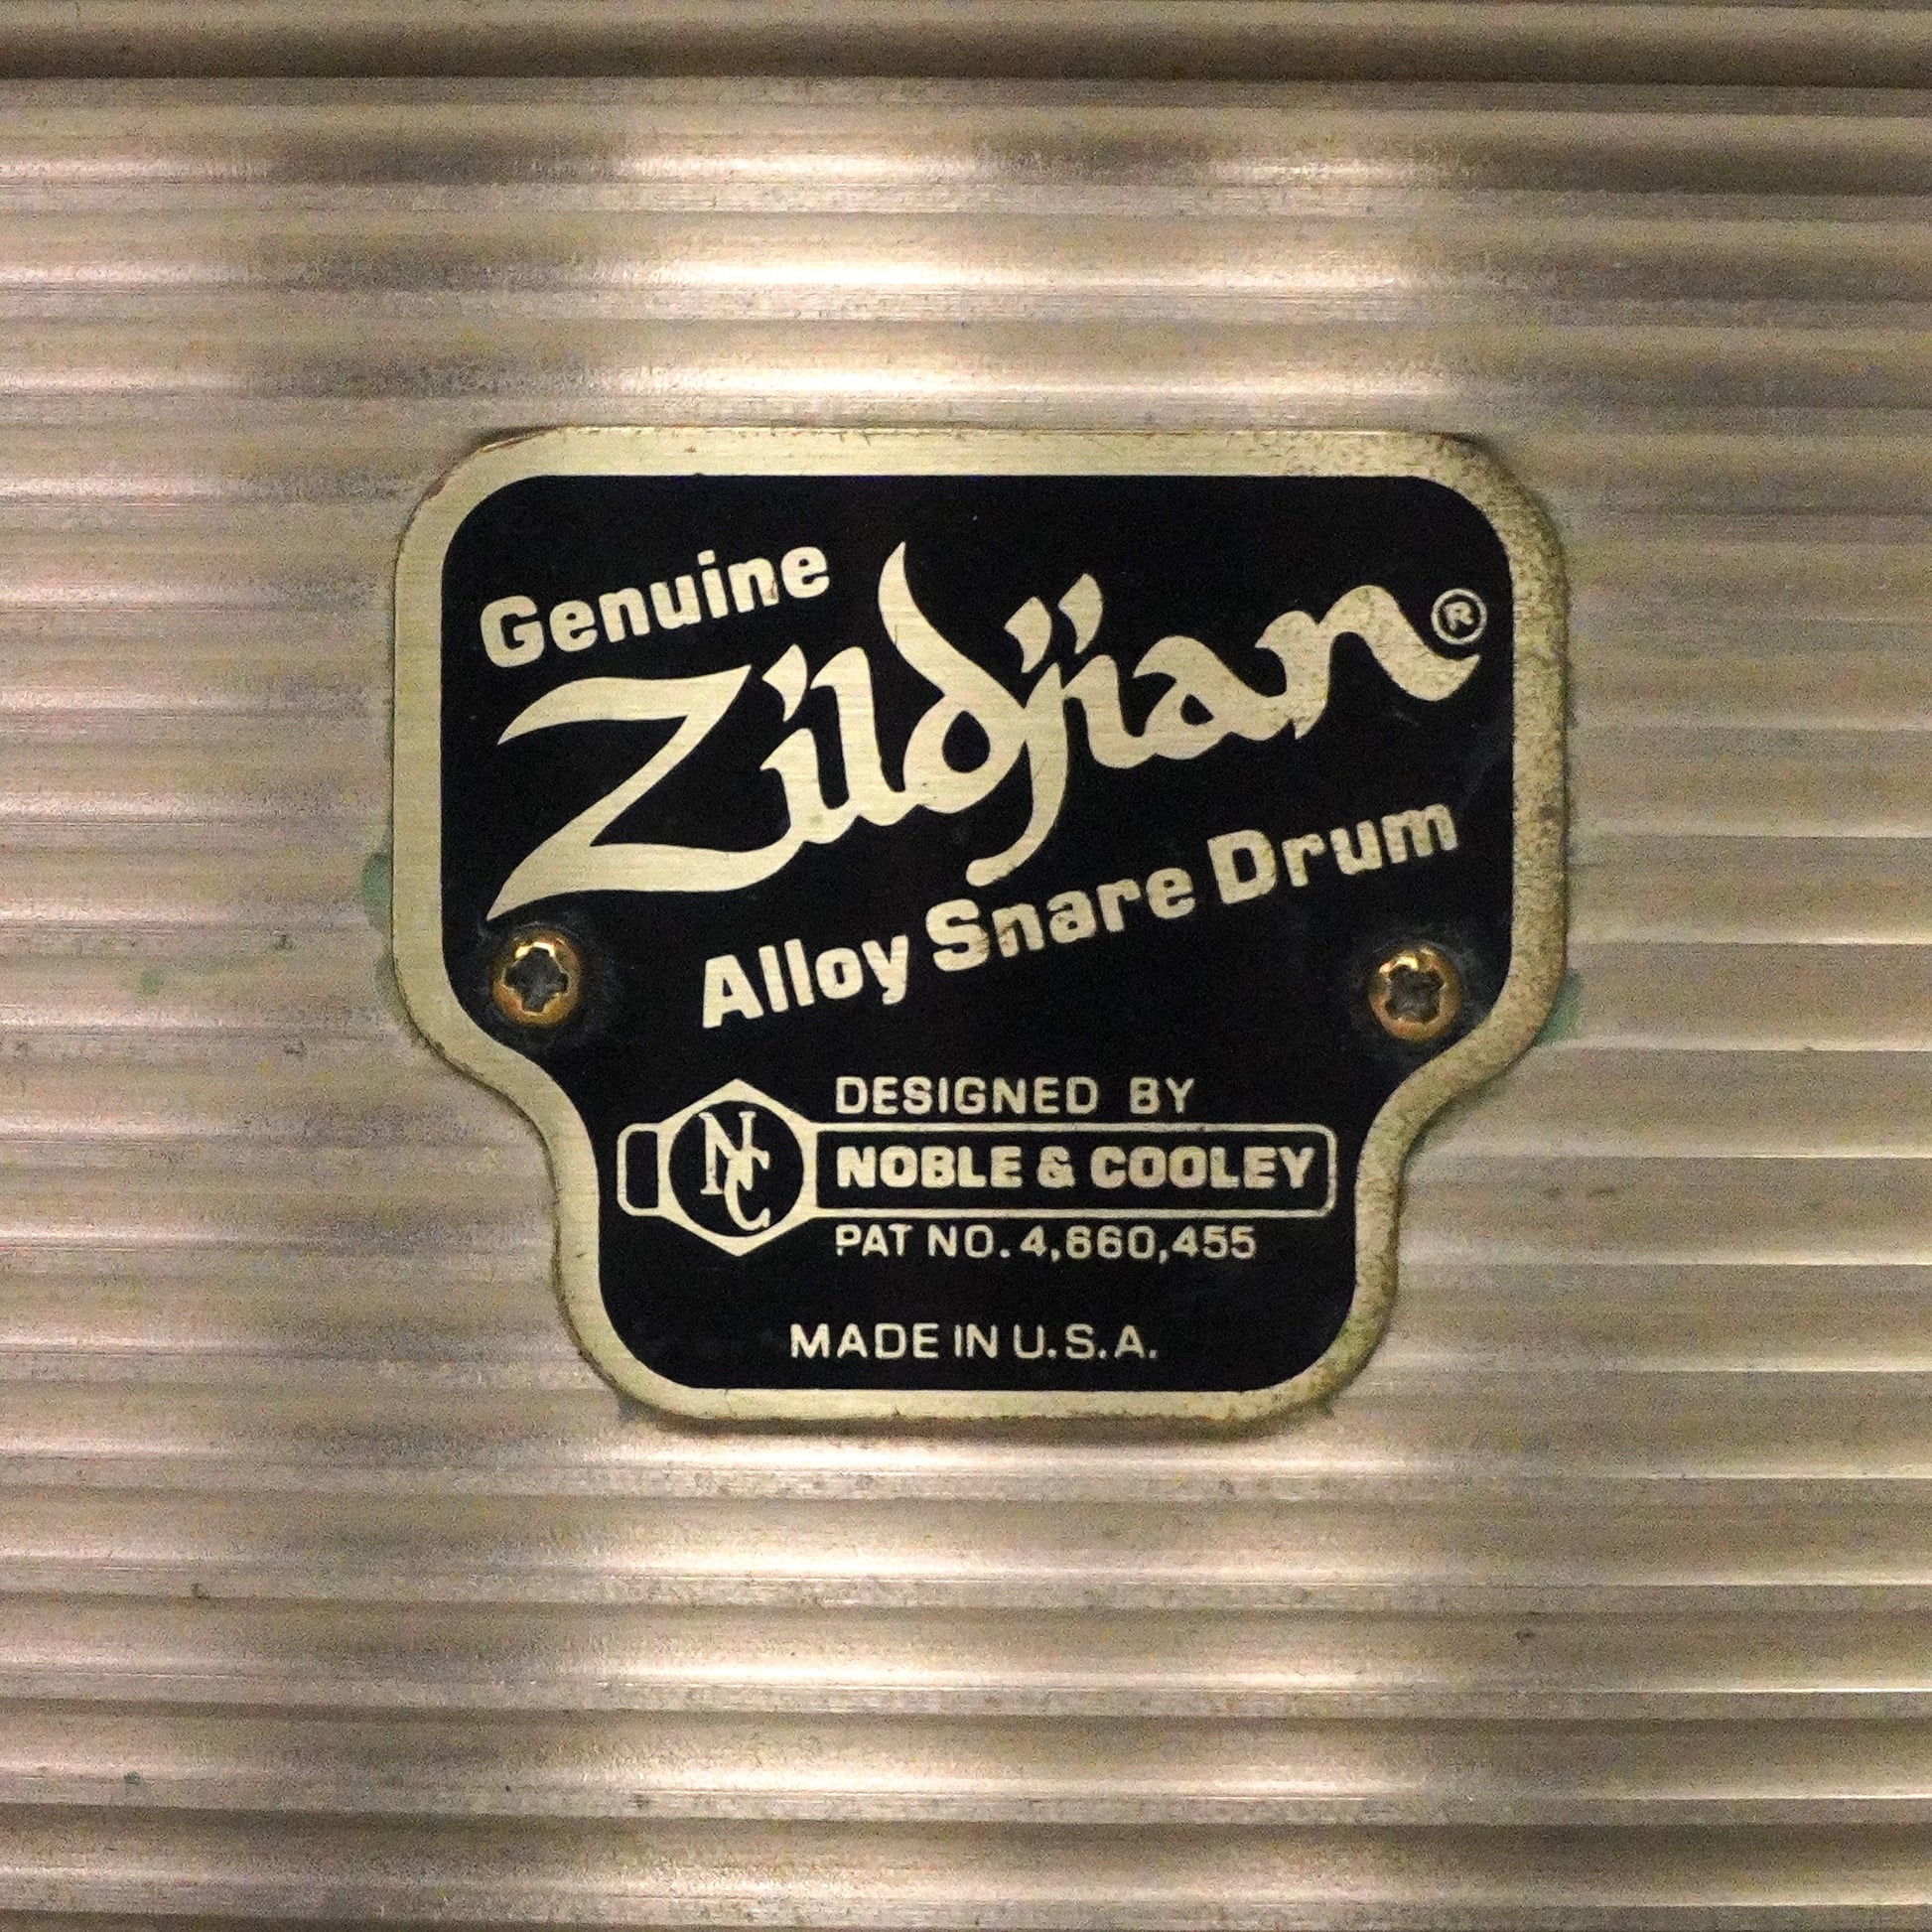 Genuine
Zildjian®
Alloy Snare Drum
DESIGNED BY
NC NOBLE & COOLEY
PAT NO. 4,660,455
MADE IN U.S.A.